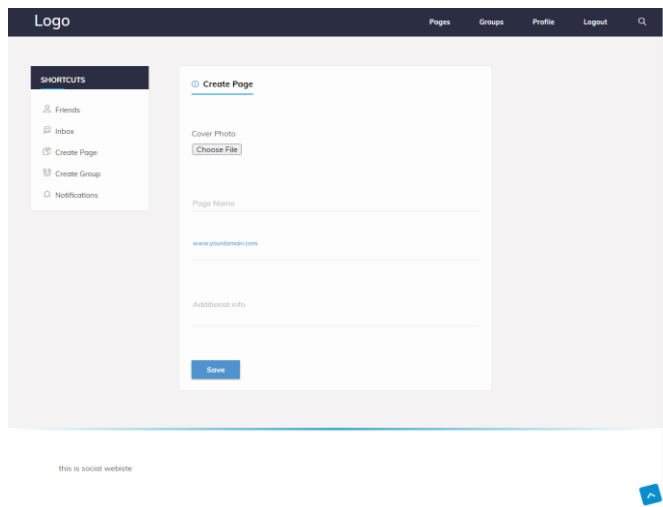 Logo
Pages Groups Profile Logout
SHORTCUTS
Friends
Inbox
Create Page
Create Group
Notifications
Create Page
Cover Photo
Choose File
Page Name
www.yourdomain.com
Additional info
Save
this is social webiste